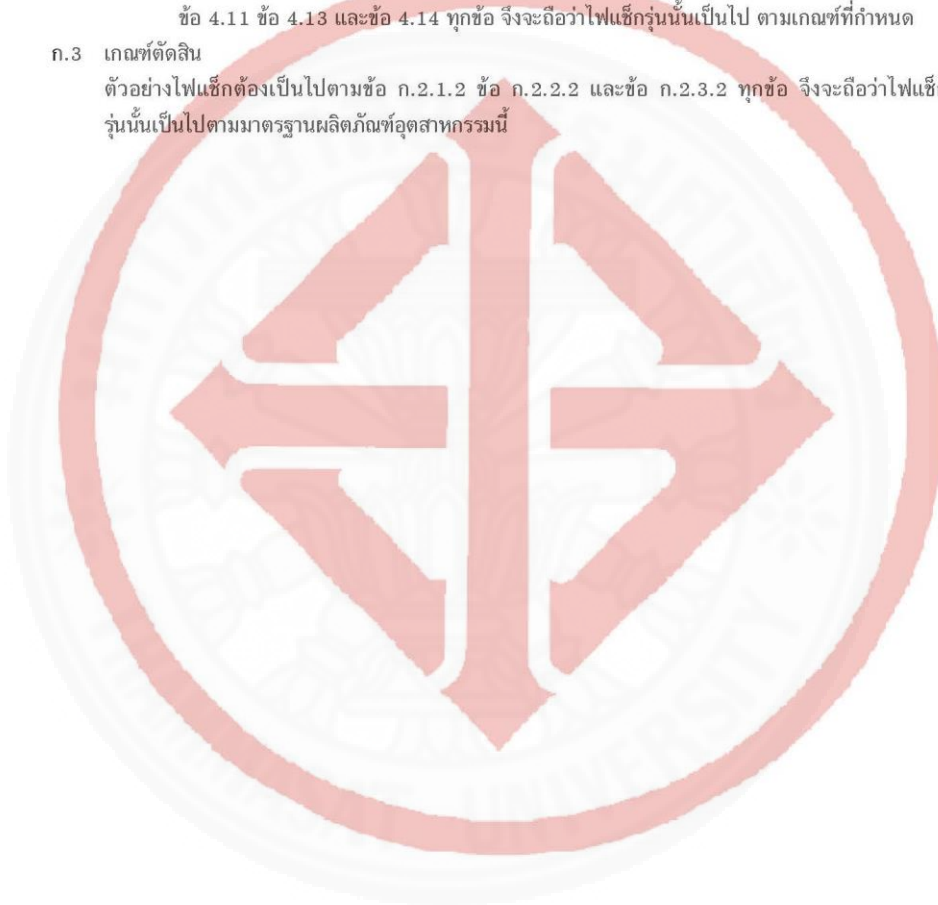 ข้อ 4.11 ข้อ 4.13 และข้อ 4.14 ทุกข้อ จึงจะถือว่าไฟแช็กรุ่นนั้นเป็นไป ตามเกณฑ์ที่กำหนด
ก.3 เกณฑ์ตัดสิน
ตัวอย่างไฟแช็กต้องเป็นไปตามข้อ ก.2.1.2 ข้อ ก.2.2.2 และข้อ ก.2.3.2 ทุกข้อ จึงจะถือว่าไฟแช็
รุ่นนั้นเป็นไปตามมาตรฐานผลิตภัณฑ์อุตสาหกรรมนี้
UNIVERSITY